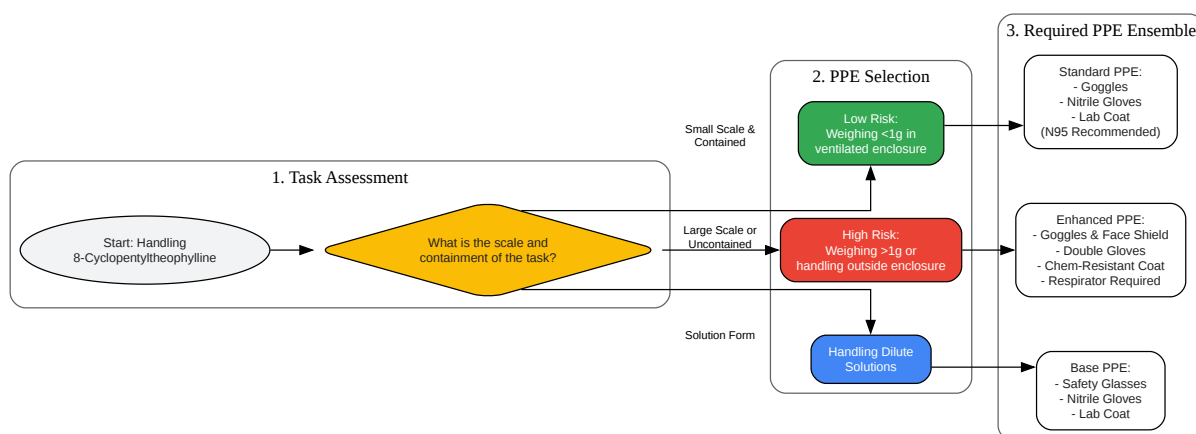 1. Task Assessment
Start: Handling
8-Cyclopentyltheophylline
What is the scale and
containment of the task?
Small Scale &
Contained
Large Scale or
Uncontained
Solution Form
2. PPE Selection
Low Risk:
Weighing <1g in
ventilated enclosure
High Risk:
Weighing >1g or
handling outside enclosure
Handling Dilute
Solutions
3. Required PPE Ensemble
Standard PPE:
- Goggles
- Nitrile Gloves
- Lab Coat
(N95 Recommended)
Enhanced PPE:
- Goggles & Face Shield
- Double Gloves
- Chem-Resistant Coat
- Respirator Required
Base PPE:
- Safety Glasses
- Nitrile Gloves
- Lab Coat